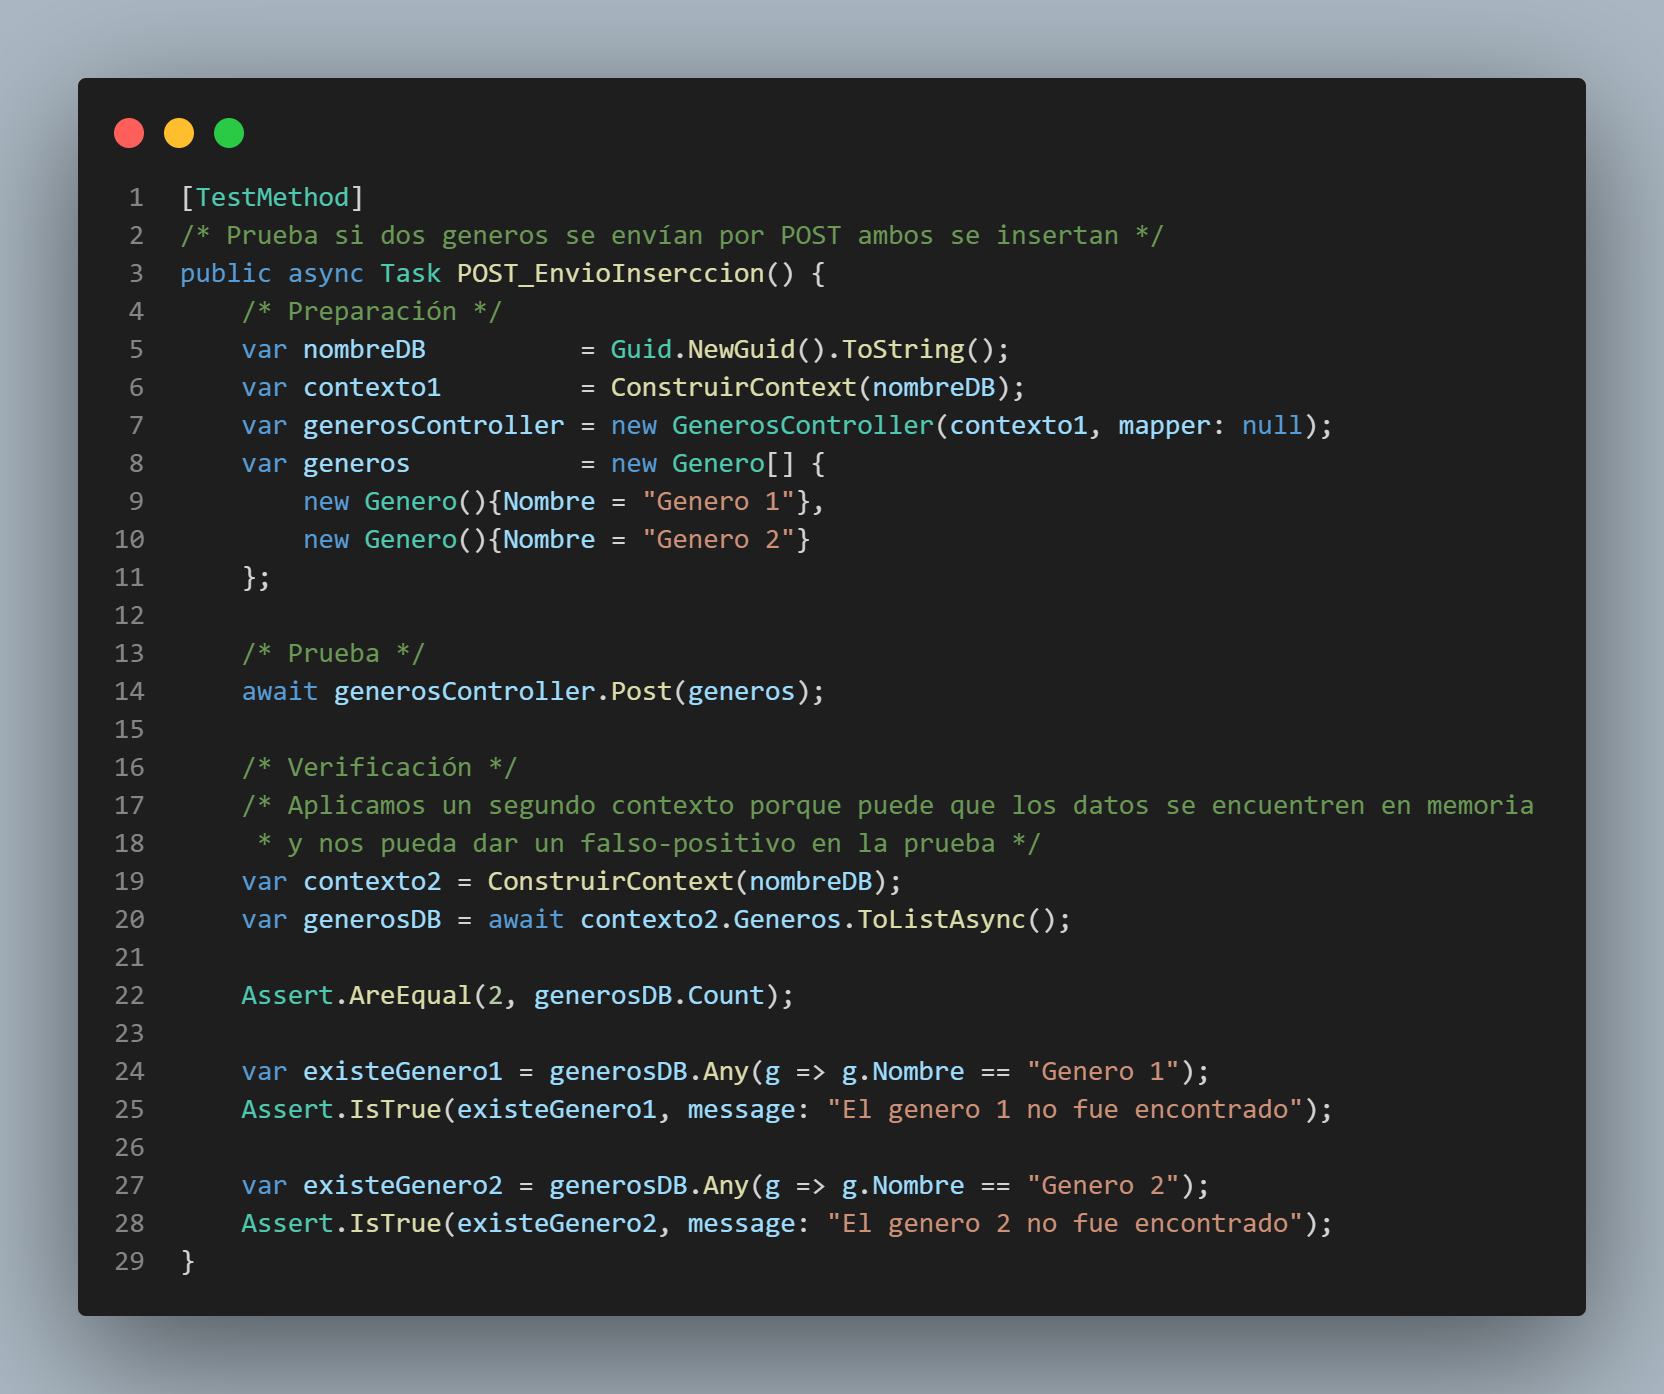 1 [TestMethod]
2 /* Prueba si dos generos se envían por POST ambos se insertan */
3 public async Task POST_EnvioInserccion() {
4     /* Preparación */
5     var nombreDB          = Guid.NewGuid().ToString();
6     var contexto1         = ConstruirContext(nombreDB);
7     var generosController = new GenerosController(contexto1, mapper: null);
8     var generos           = new Genero[] {
9         new Genero(){Nombre = "Genero 1"},
10         new Genero(){Nombre = "Genero 2"}
11     };
12
13     /* Prueba */
14     await generosController.Post(generos);
15
16     /* Verificación */
17     /* Aplicamos un segundo contexto porque puede que los datos se encuentren en memoria
18      * y nos pueda dar un falso-positivo en la prueba */
19     var contexto2 = ConstruirContext(nombreDB);
20     var generosDB = await contexto2.Generos.ToListAsync();
21
22     Assert.AreEqual(2, generosDB.Count);
23
24     var existeGenero1 = generosDB.Any(g => g.Nombre == "Genero 1");
25     Assert.IsTrue(existeGenero1, message: "El genero 1 no fue encontrado");
26
27     var existeGenero2 = generosDB.Any(g => g.Nombre == "Genero 2");
28     Assert.IsTrue(existeGenero2, message: "El genero 2 no fue encontrado");
29 }